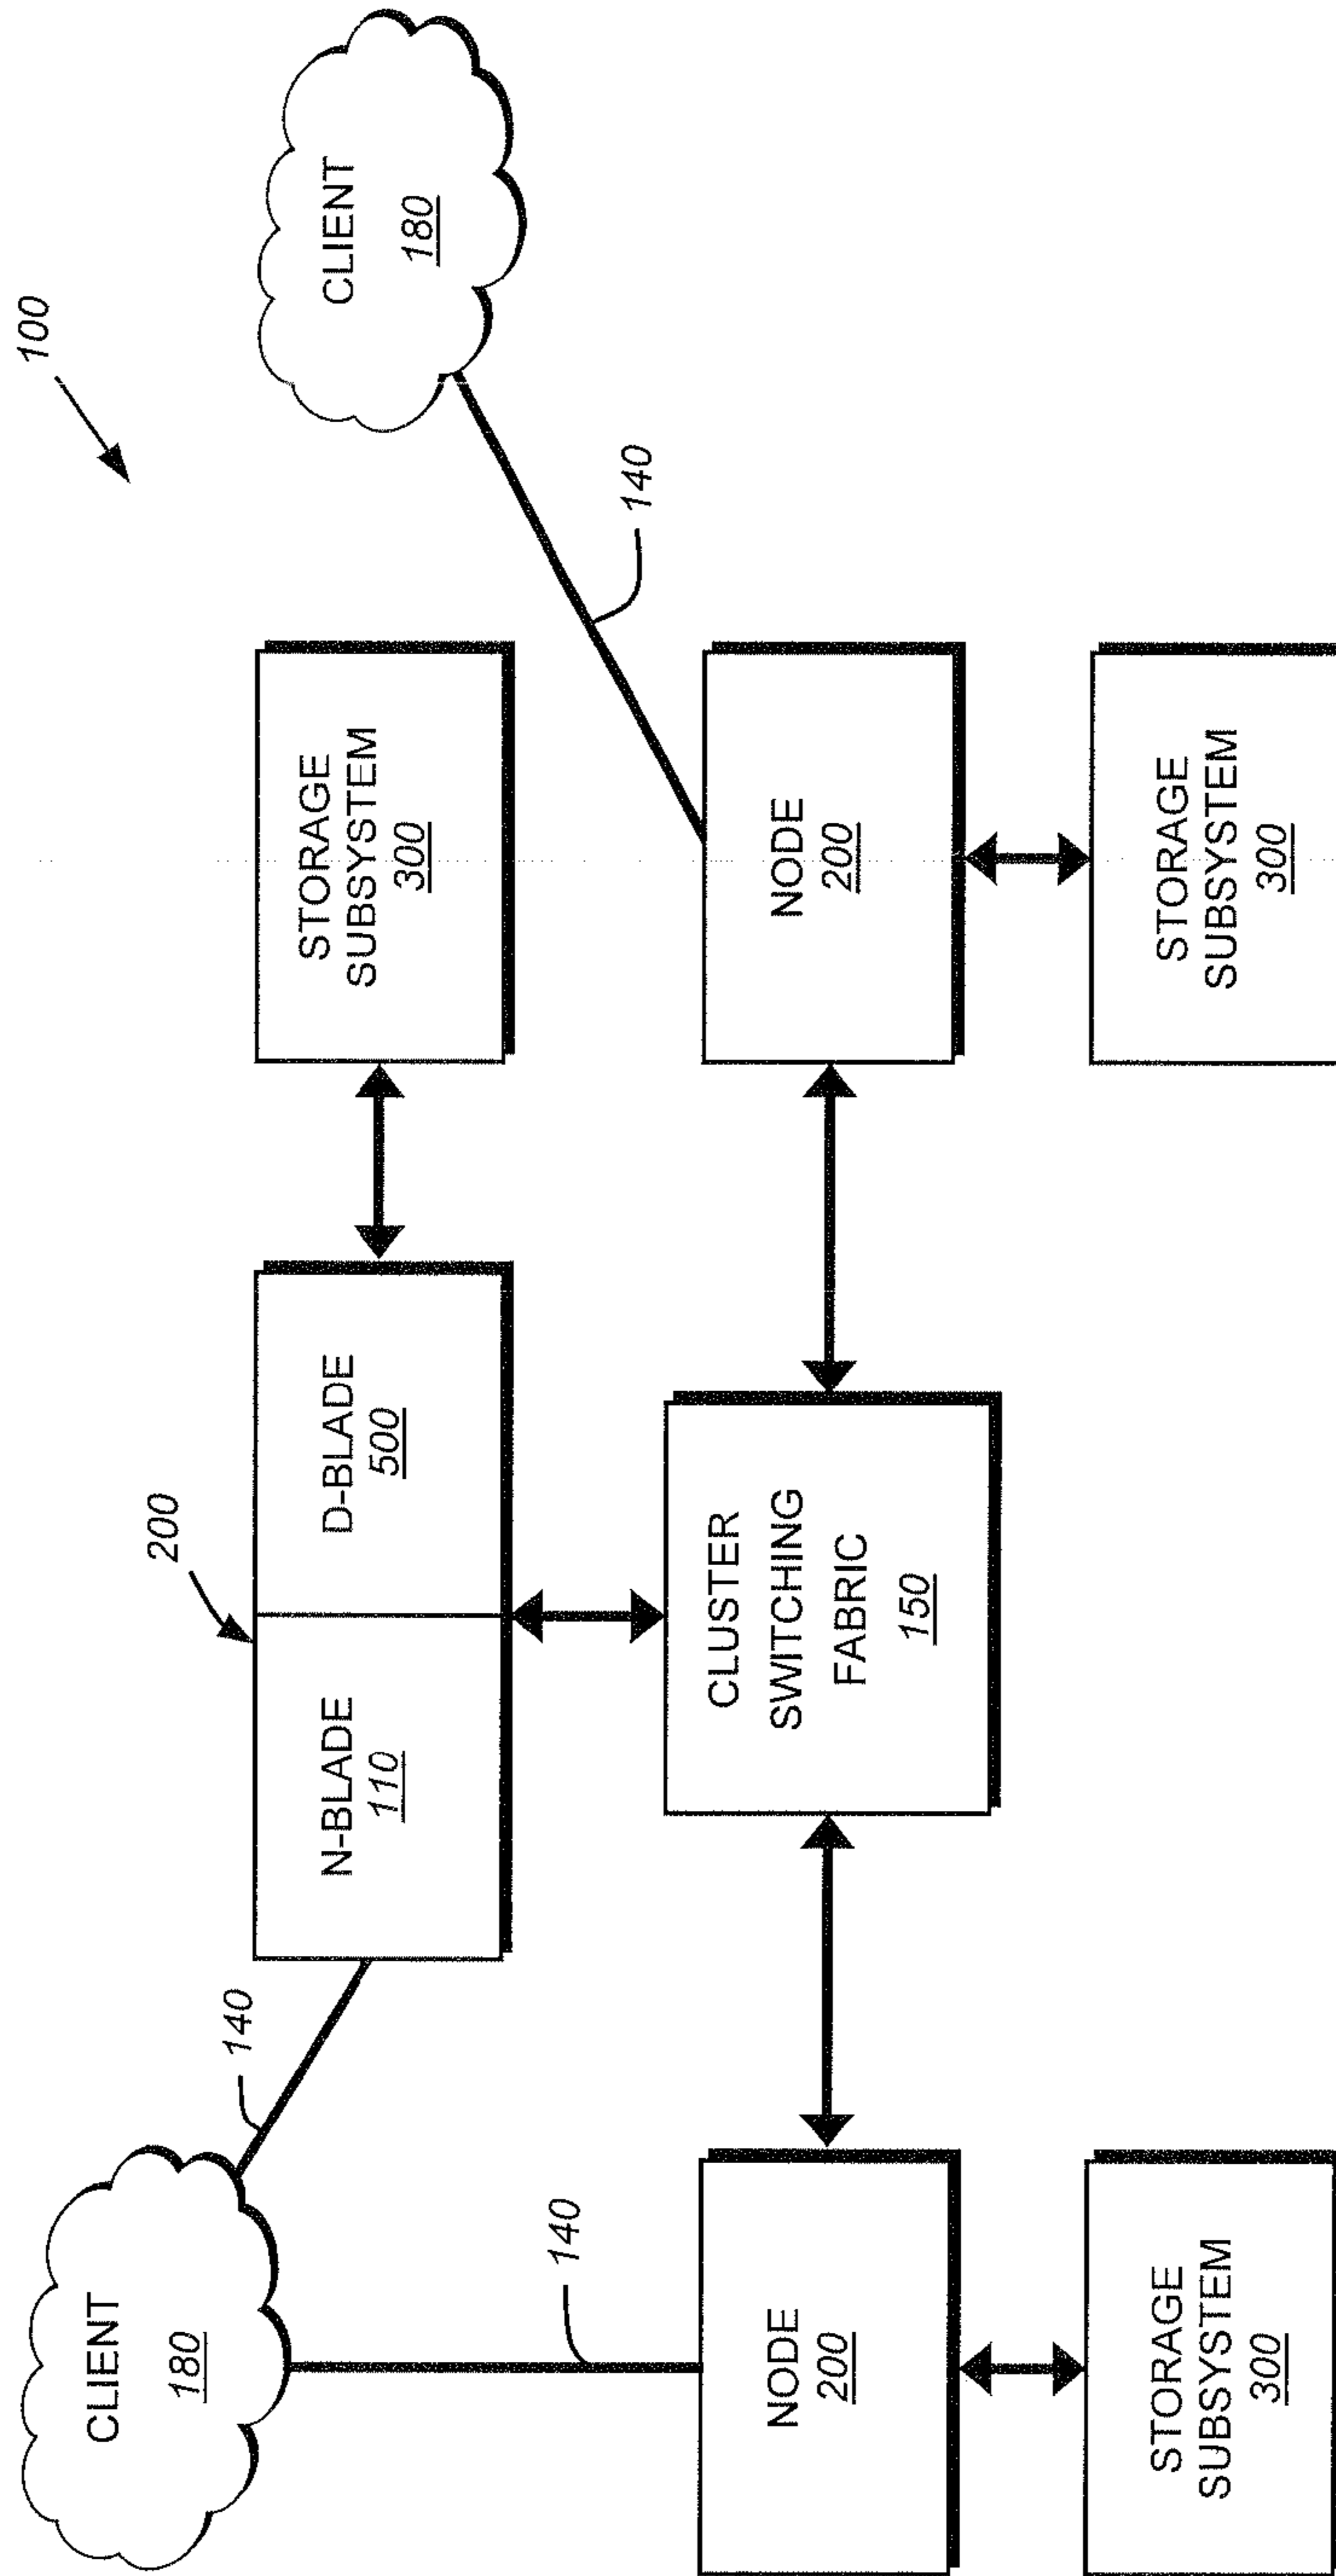 100
CLIENT
180
140
200
N-BLADE
110
D-BLADE
500
STORAGE
SUBSYSTEM
300
CLIENT
180
140
140
NODE
200
CLUSTER
SWITCHING
FABRIC
150
NODE
200
STORAGE
SUBSYSTEM
300
STORAGE
SUBSYSTEM
300